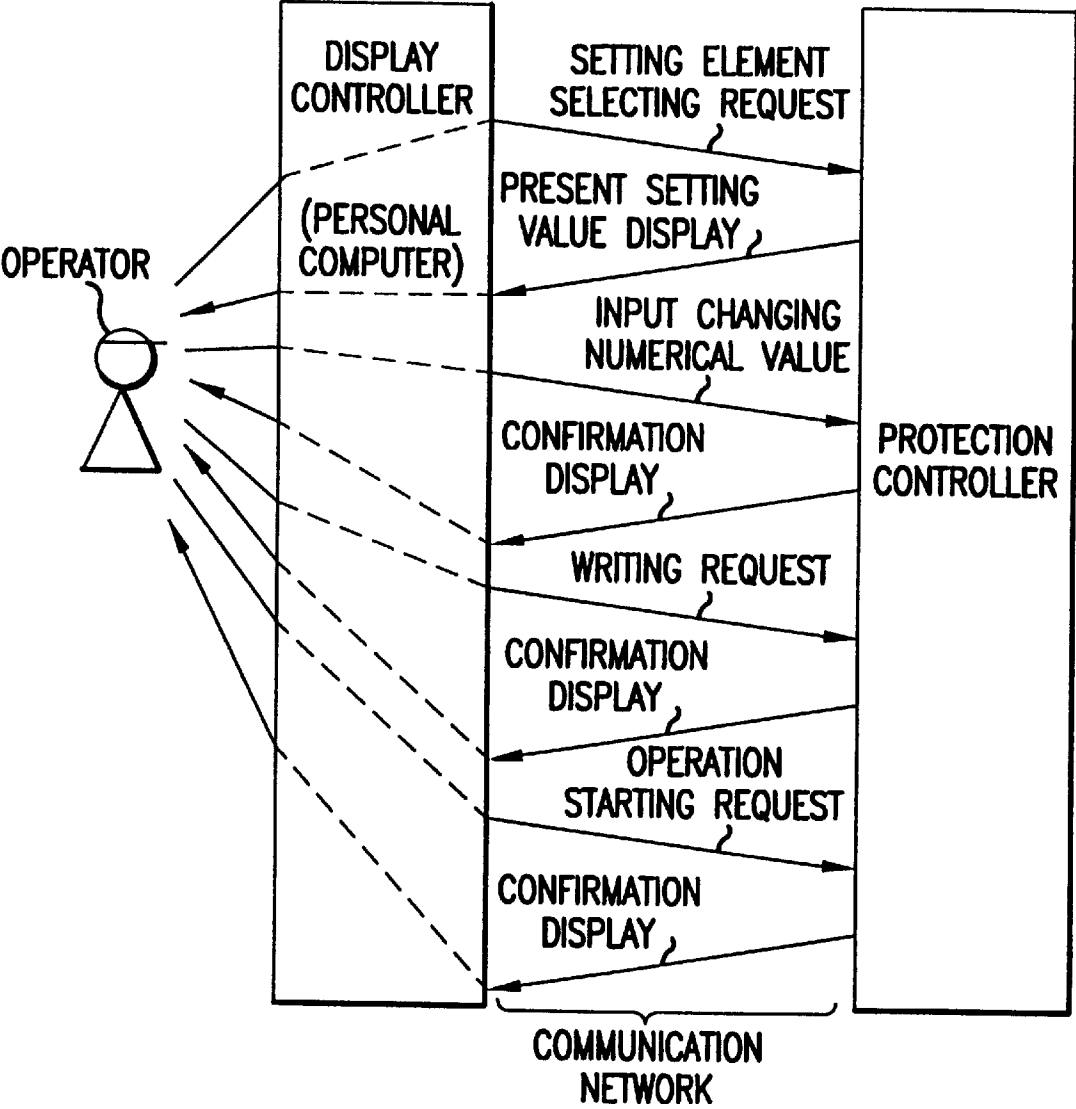 DISPLAY
CONTROLLER
SETTING ELEMENT
SELECTING REQUEST
PRESENT SETTING
VALUE DISPLAY
(PERSONAL
COMPUTER)
OPERATOR
INPUT CHANGING
NUMERICAL VALUE
CONFIRMATION
DISPLAY
PROTECTION
CONTROLLER
WRITING REQUEST
CONFIRMATION
DISPLAY
OPERATION
STARTING REQUEST
CONFIRMATION
DISPLAY
COMMUNICATION
NETWORK